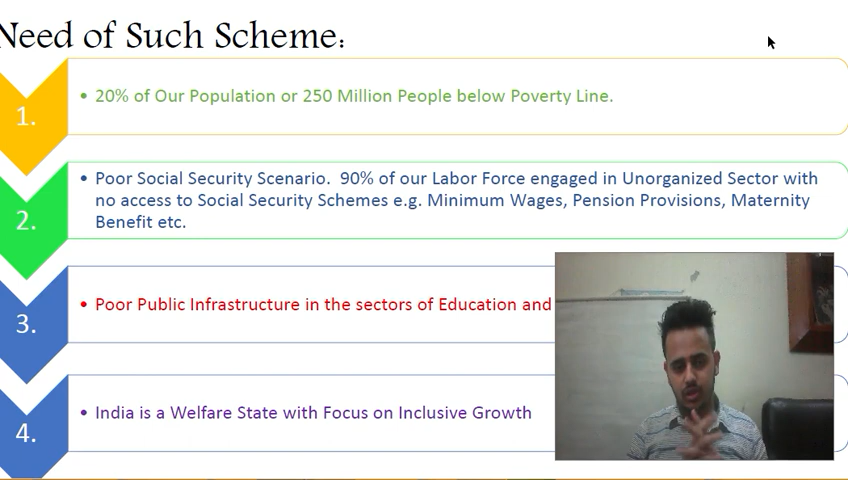 Need of Such Scheme:
1.
• 20% of Our Population or 250 Million People below Poverty Line.
2.
• Poor Social Security Scenario. 90% of our Labor Force engaged in Unorganized Sector with
no access to Social Security Schemes e.g. Minimum Wages, Pension Provisions, Maternity
Benefit etc.
3.
• Poor Public Infrastructure in the sectors of Education and
4.
• India is a Welfare State with Focus on Inclusive Growth